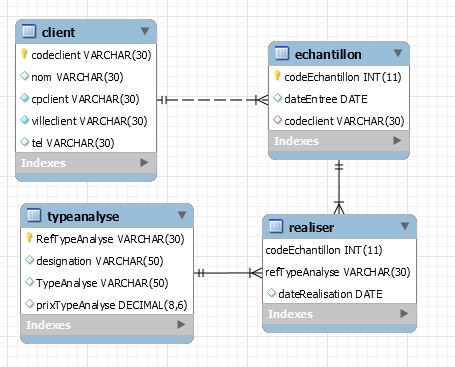 client
codeclient VARCHAR(30)
nom VARCHAR(30)
cpclient VARCHAR(30)
villeclient VARCHAR(30)
tel VARCHAR(30)
Indexes
echantillon
codeEchantillon INT(11)
dateEntree DATE
codeclient VARCHAR(30)
Indexes
typeanalyse
RefTypeAnalyse VARCHAR(30)
designation VARCHAR(50)
TypeAnalyse VARCHAR(50)
prixTypeAnalyse DECIMAL(8,6)
Indexes
realiser
codeEchantillon INT(11)
refTypeAnalyse VARCHAR(30)
dateRealisation DATE
Indexes